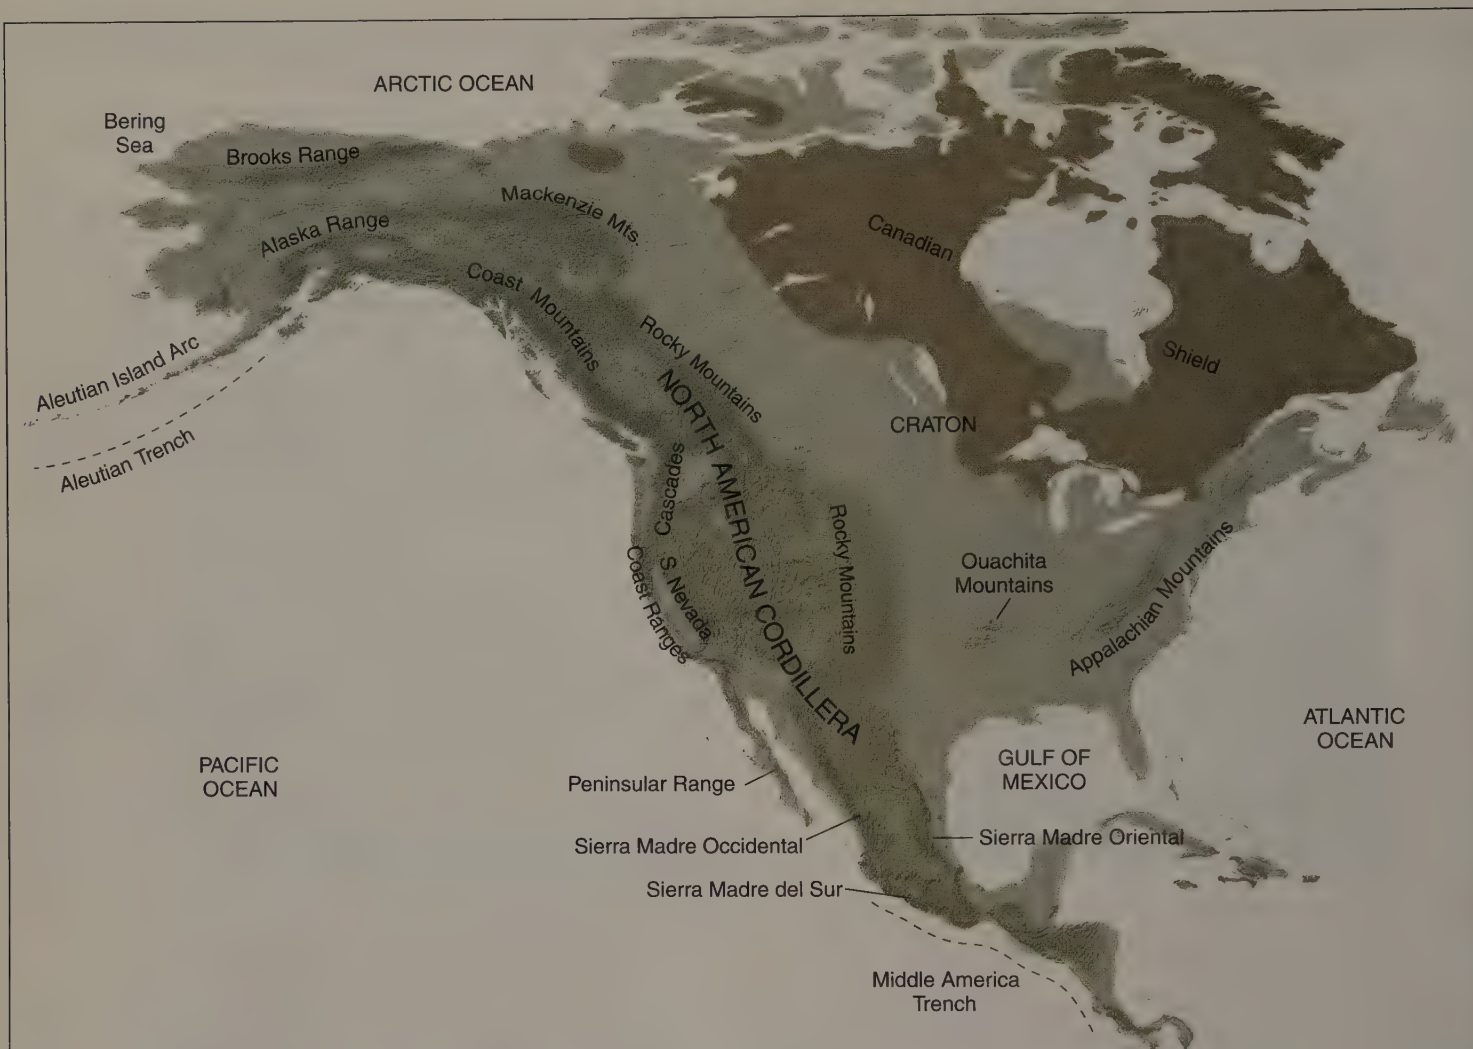 ARCTIC OCEAN
Bering
Sea
Brooks Range
Mackenzie Mts.
Alaska Range
Canadian
Coast Mountains
Rocky Mountains
Aleutian Island Arc
Shield
NORTH AMERICAN CORDILLERA
CRATON
Aleutian Trench
Cascades
Rocky Mountains
Ouachita
Mountains
Appalachian Mountains
S. Nevada
Coast Ranges
ATLANTIC
OCEAN
PACIFIC
OCEAN
GULF OF
MEXICO
Peninsular Range
Sierra Madre Occidental
Sierra Madre Oriental
Sierra Madre del Sur
Middle America
Trench